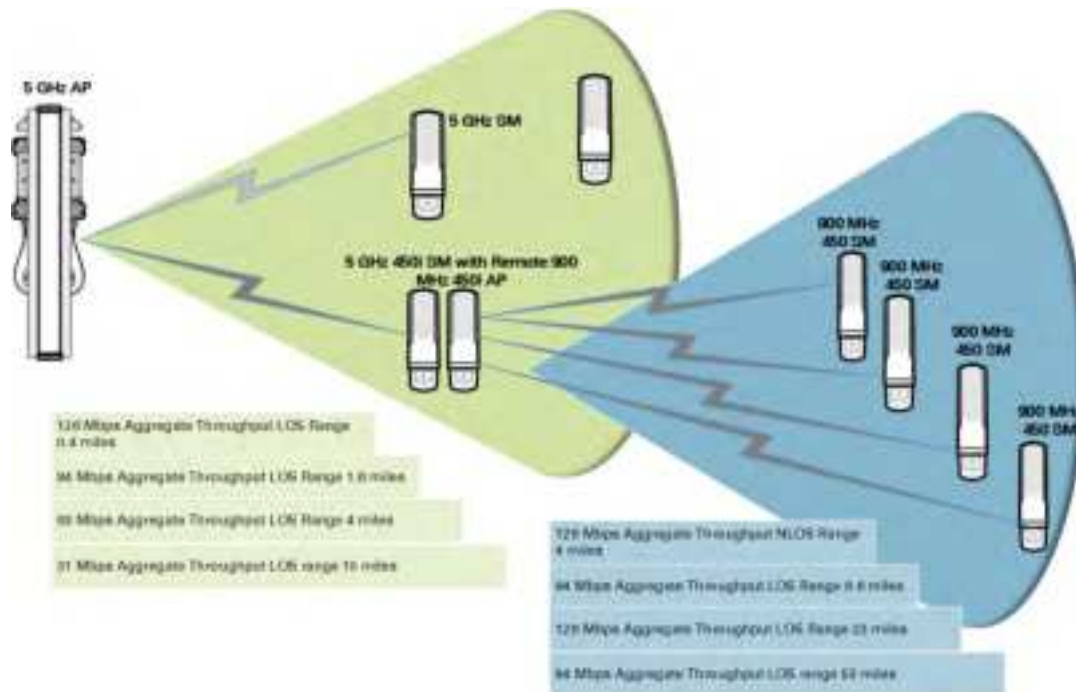 5 GHz AP
5 GHz SM
5 GHz 450i SM with Remote 900
MHz 450i AP
900 MHz
450 SM
900 MHz
450 SM
900 MHz
450 SM
900 MHz
450 SM
Mbps Aggregate Throughput LOS Range
miles
Mbps Aggregate Throughput LOS Range miles
Mbps Aggregate Throughput LOS Range 4 miles
Mbps Aggregate Throughput LOS range miles
Mbps Aggregate Throughput NLOS Range
miles
Mbps Aggregate Throughput LOS Range miles
Mbps Aggregate Throughput LOS Range miles
Mbps Aggregate Throughput LOS range miles